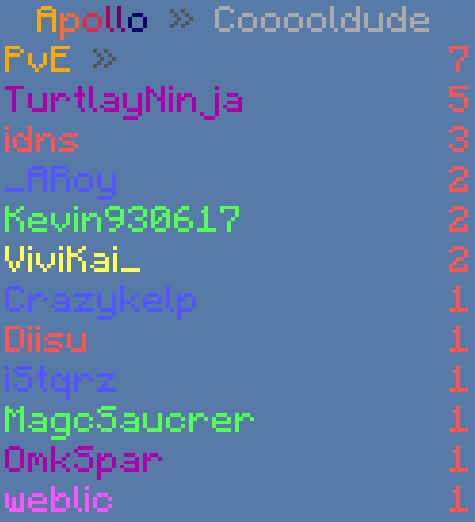 Apollo » Cooooldude
PvE » 7
TurtlayNinja 5
idns 3
_ARoy 2
Kevin930617 2
ViviKai_ 2
Crazykelp 1
Diisu 1
iStqrz 1
MagcSaucrer 1
OmkSpar 1
weblic 1